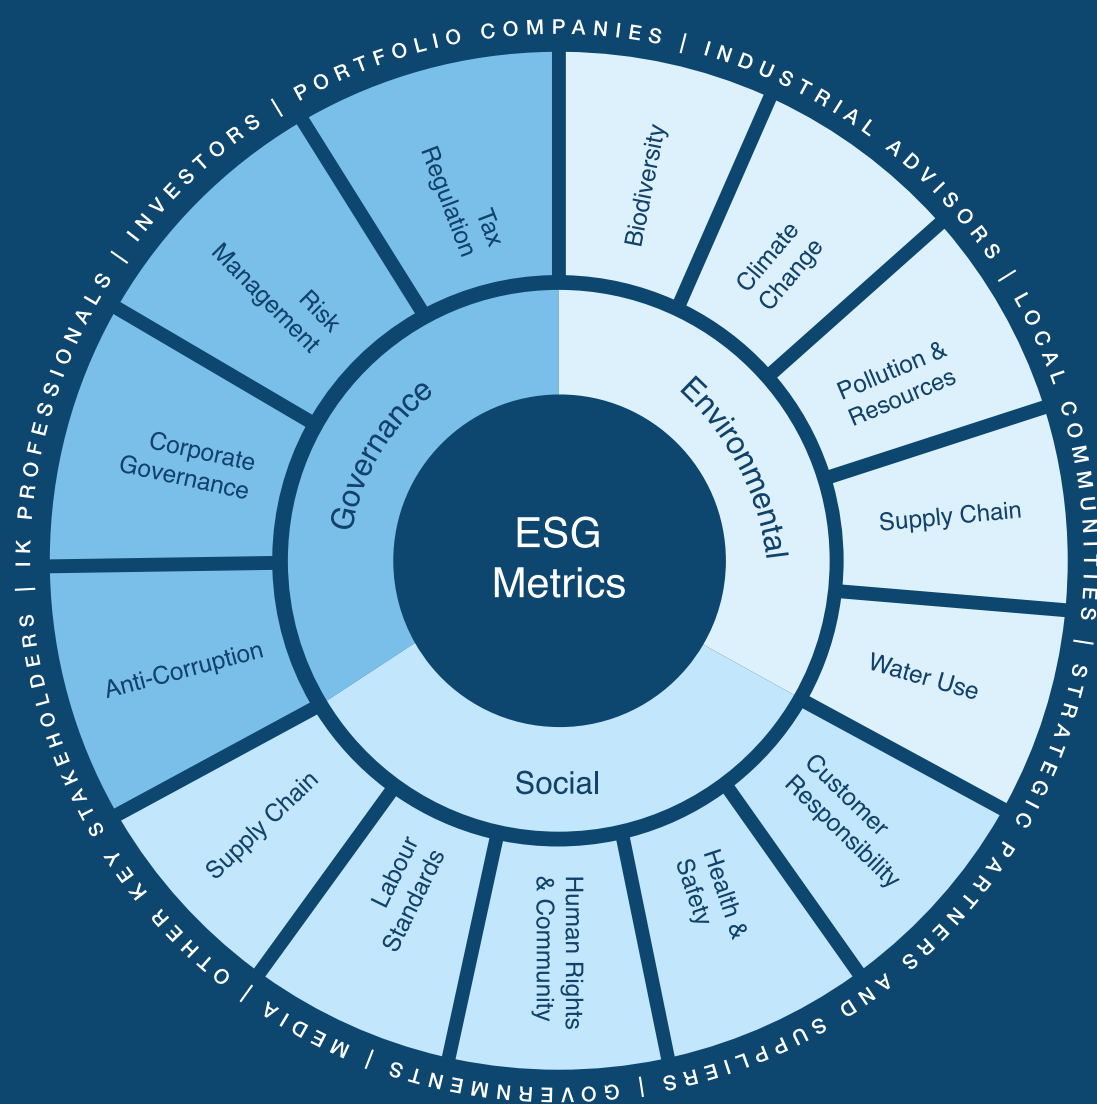 ESG
Metrics
Environmental
Social
Governance
Biodiversity
Climate
Change
Pollution &
Resources
Supply Chain
Water Use
Customer
Responsibility
Health &
Safety
Human Rights
& Community
Labour
Standards
Supply Chain
Anti-Corruption
Corporate
Governance
Risk
Management
Tax
Regulation
IK PROFESSIONALS | INVESTORS | PORTFOLIO COMPANIES | INDUSTRIAL ADVISORS | LOCAL COMMUNITIES | STRATEGIC PARTNERS AND SUPPLIERS | GOVERNMENTS | MEDIA | OTHER KEY STAKEHOLDERS |